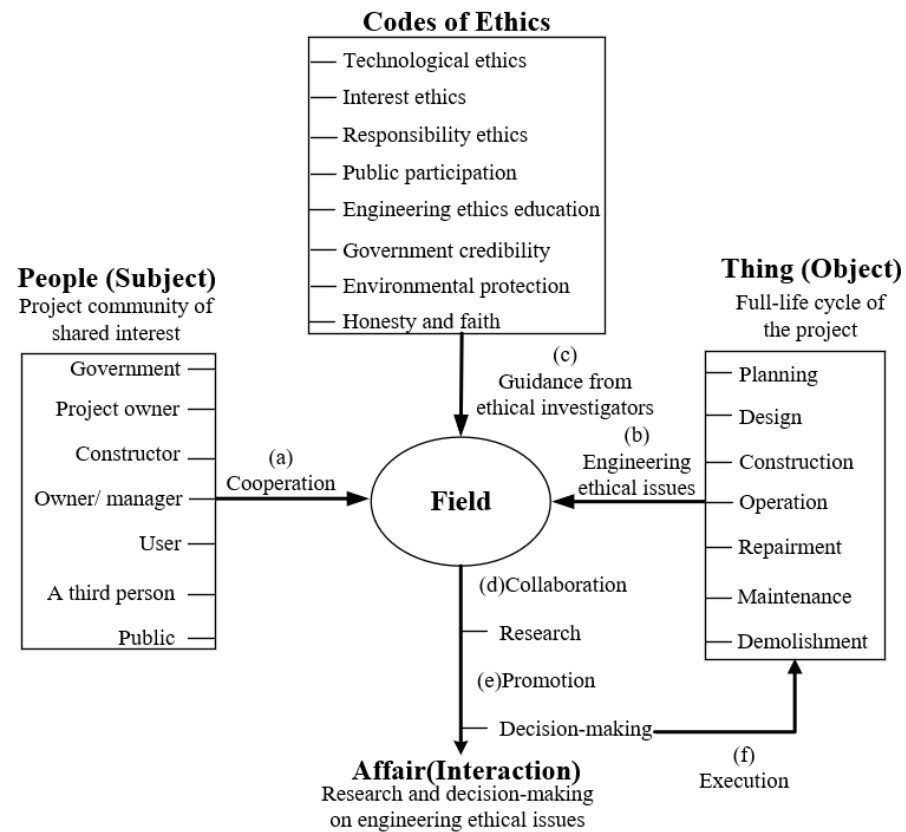 Codes of Ethics
Technological ethics
Interest ethics
Responsibility ethics
Public participation
Engineering ethics education
Government credibility
Environmental protection
Honesty and faith
People (Subject)
Project community of
shared interest
Government
Project owner
Constructor
Owner/ manager
User
A third person
Public
(a)
Cooperation
(c)
Guidance from
ethical investigators
(b)
Engineering
ethical issues
Field
Thing (Object)
Full-life cycle of
the project
Planning
Design
Construction
Operation
Repairment
Maintenance
Demolishment
(d)Collaboration
Research
(e)Promotion
Decision-making
(f)
Execution
Affair(Interaction)
Research and decision-making
on engineering ethical issues